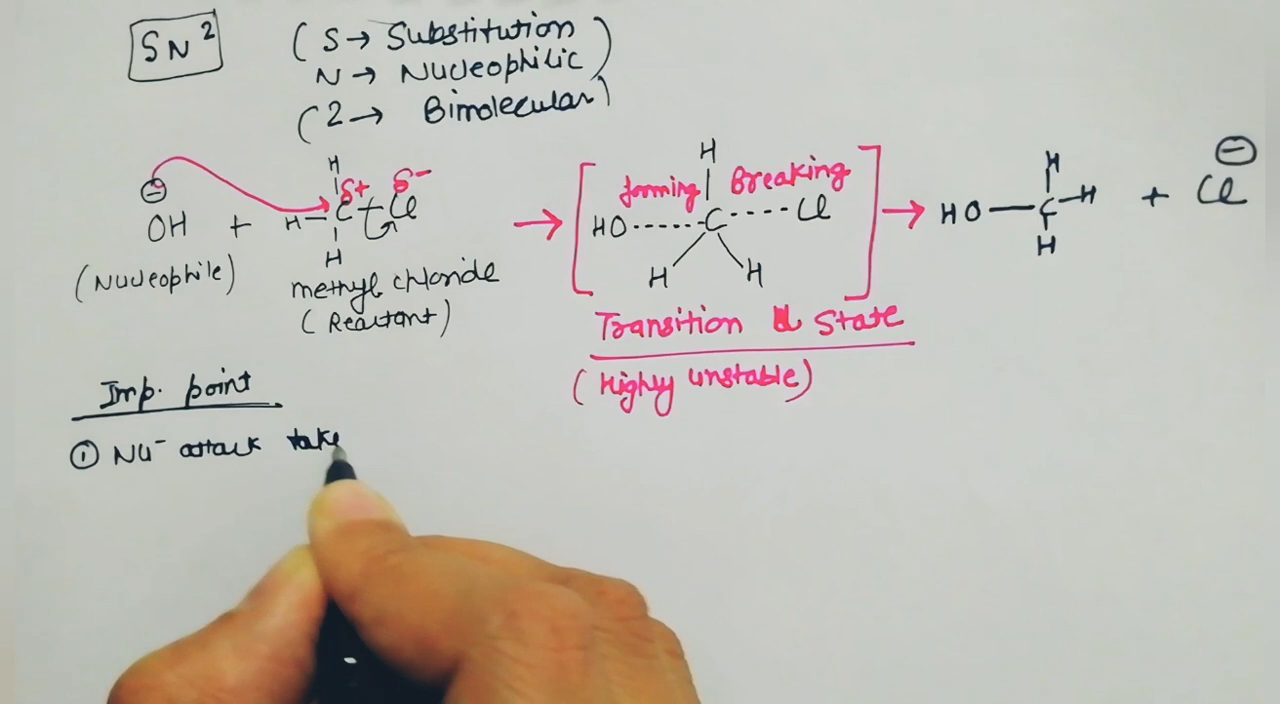 SN² (S→ Substitution
N→ Nucleophilic)
(2→ Bimolecular)
⊖
OH + H H C H δ+ δ- Cl
(Nucleophile)
methyl chloride
(Reactant)
→ [ HO-----C-----Cl H H H ] →
forming Breaking
Transition State
(Highly unstable)
HO—C H H H + Cl ⊖
Imp. point
① Nu⁻ attack take